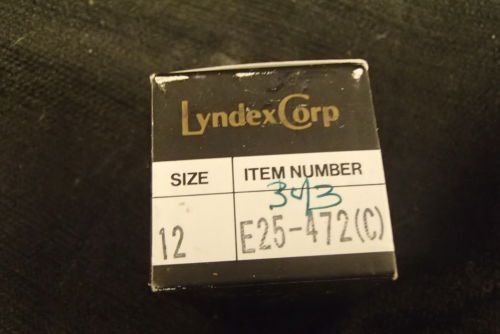 LyndexCorp
SIZE ITEM NUMBER
343
12 E25-472(C)